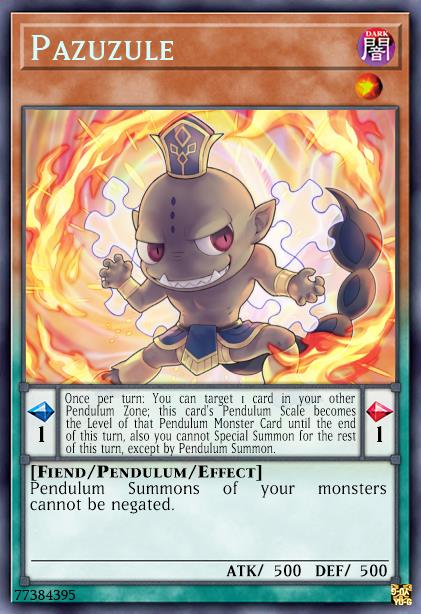 PAZUZULE
DARK
闇
Once per turn: You can target 1 card in your other
Pendulum Zone; this card's Pendulum Scale becomes
the Level of that Pendulum Monster Card until the end
of this turn, also you cannot Special Summon for the rest
of this turn, except by Pendulum Summon.
1 1
[FIEND/PENDULUM/EFFECT]
Pendulum Summons of your monsters
cannot be negated.
ATK/ 500 DEF/ 500
77384395